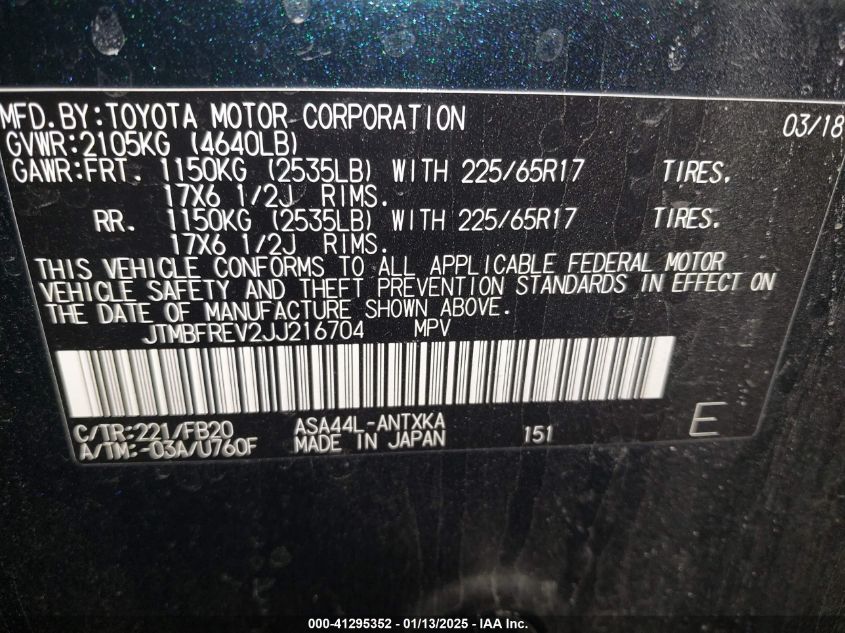 MFD.BY:TOYOTA MOTOR CORPORATION 03/18
GVWR:2105KG (4640LB)
GAWR:FRT. 1150KG (2535LB) WITH 225/65R17 TIRES.
17X6 1/2J RIMS.
RR. 1150KG (2535LB) WITH 225/65R17 TIRES.
17X6 1/2J RIMS.
THIS VEHICLE CONFORMS TO ALL APPLICABLE FEDERAL MOTOR
VEHICLE SAFETY AND THEFT PREVENTION STANDARDS IN EFFECT ON
THE DATE OF MANUFACTURE SHOWN ABOVE.
JTMBFREV2JJ216704 MPV
C/TR:221/FB20 ASA44L-ANTXKA
A/TM:-03A/U760F MADE IN JAPAN 151 E
000-41295352 — 01/13/2025 — IAA Inc.